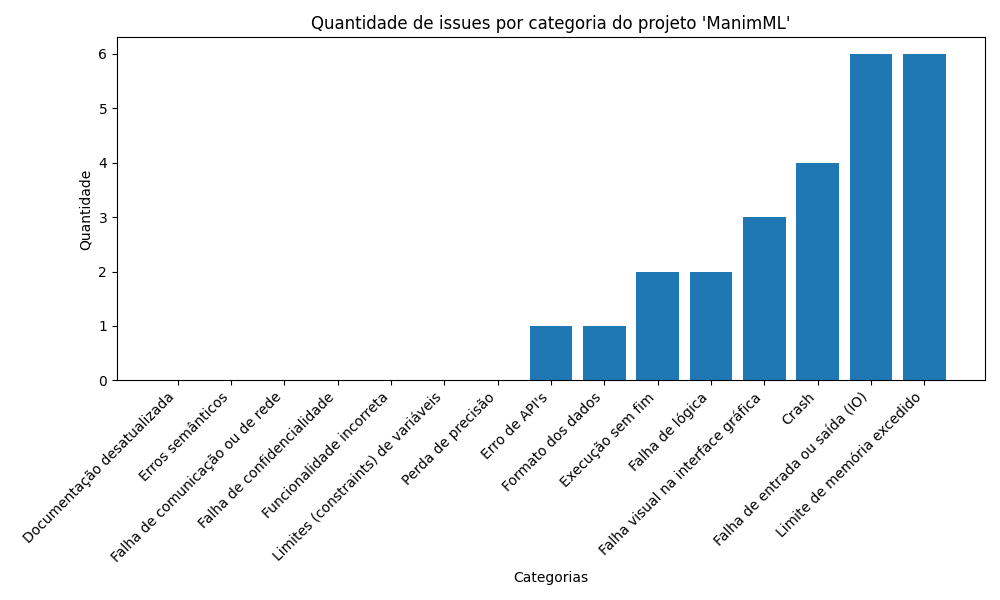 Quantidade de issues por categoria do projeto 'ManimML'
Quantidade
6
5
4
3
2
1
0
Documentação desatualizada
Erros semânticos
Falha de comunicação ou de rede
Falha de confidencialidade
Funcionalidade incorreta
Limites (constraints) de variáveis
Perda de precisão
Erro de API's
Formato dos dados
Execução sem fim
Falha de lógica
Falha visual na interface gráfica
Crash
Falha de entrada ou saída (IO)
Limite de memória excedido
Categorias